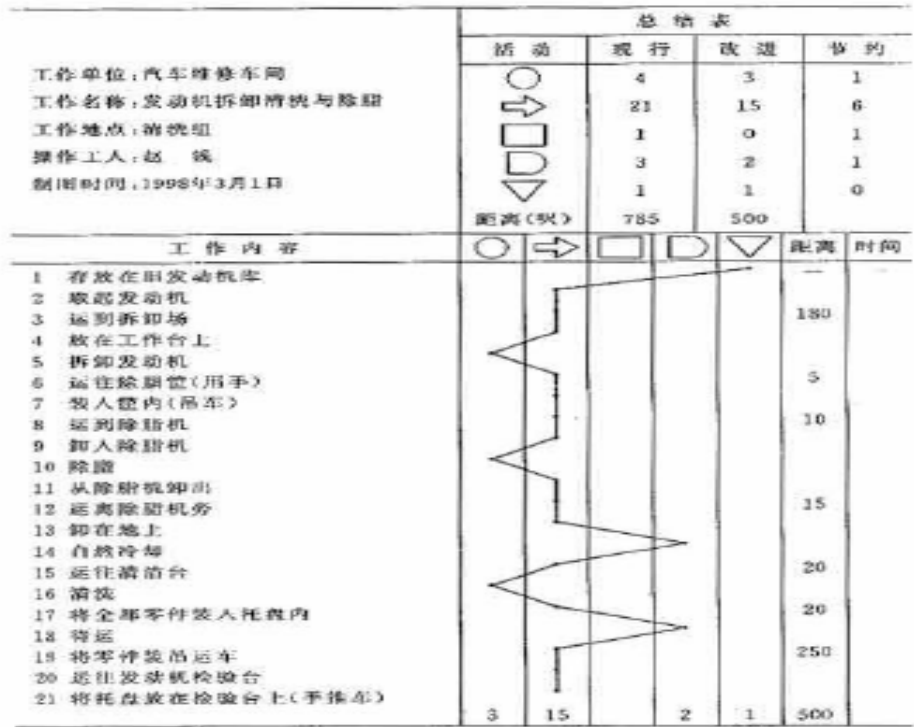 总结表
活动 现行 改进 节约
工作单位:汽车维修车间 4 3 1
工作名称:发动机拆卸清洗与除脂 21 15 6
工作地点:清洗组 1 0 1
操作工人:赵 钱 3 2 1
制图时间:1998年3月1日 1 1 0
距离(呎) 785 500
工作内容 距离 时间
1 存放在旧发动机库 —
2 取起发动机
3 运到拆卸场 180
4 放在工作台上
5 拆卸发动机
6 运往除脂筐(用手) 5
7 装入筐内(吊车)
8 运到除脂机 10
9 卸入除脂机
10 除脂
11 从除脂机卸出
12 运离除脂机旁 15
13 卸在地上
14 自然冷却
15 运往清洁台 20
16 清洗
17 将全部零件装入托盘内 20
18 待运
19 将零件装吊运车 250
20 运往发动机检验台
21 将托盘放在检验台上(手推车)
3 15 2 1 500